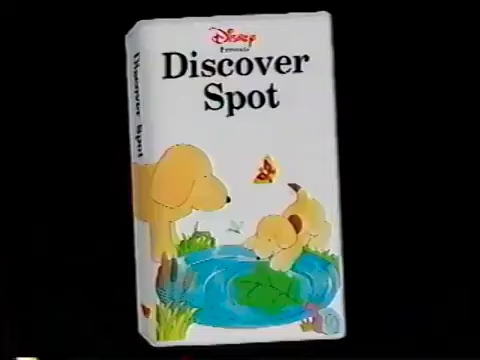 Disney
Presents
Discover
Spot
Discover Spot